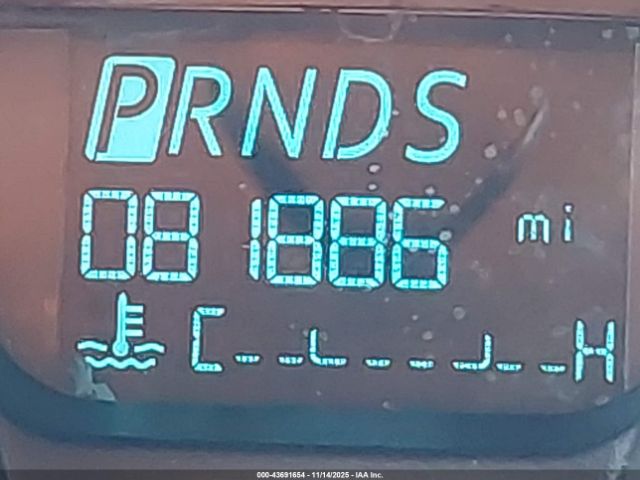 PRNDS
081886 mi
C H
000-43691654 - 11/14/2025 - IAA Inc.